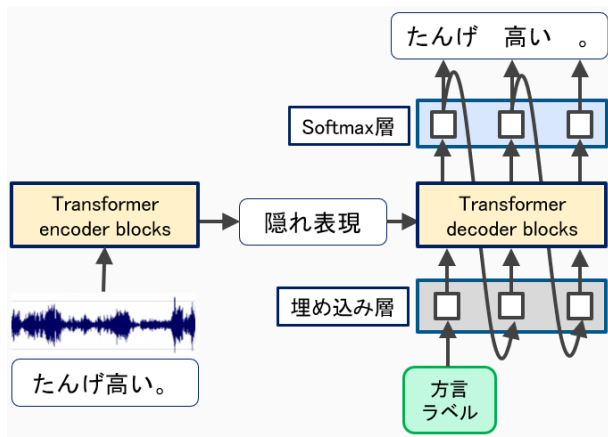 たんげ 高い 。
Softmax層
Transformer
encoder blocks
隠れ表現
Transformer
decoder blocks
埋め込み層
たんげ高い。
方言
ラベル